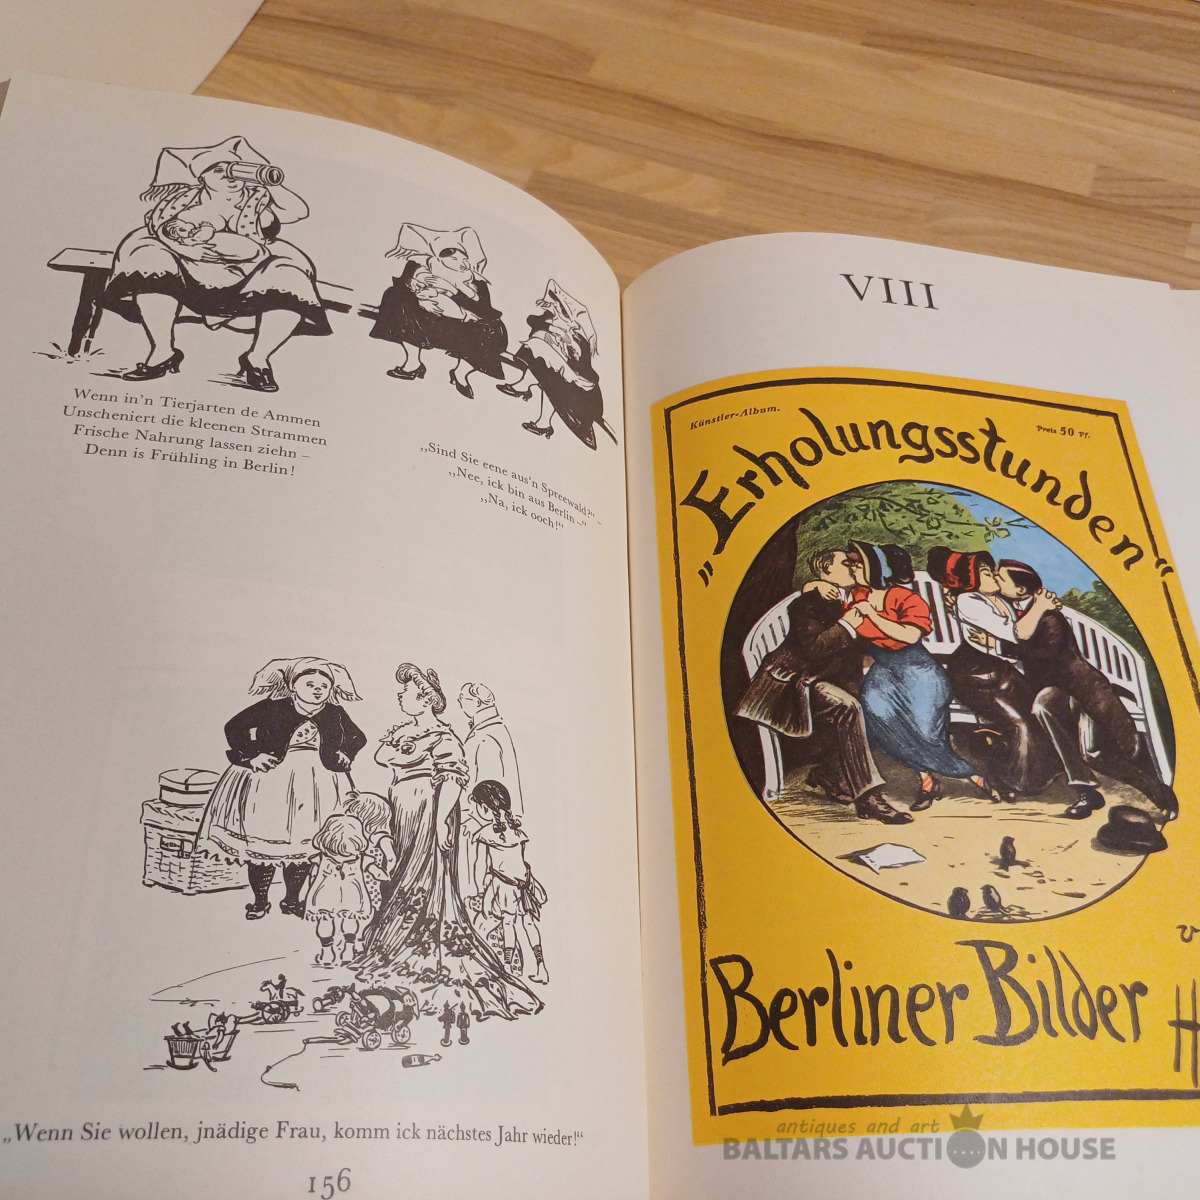 Wenn in'n Tierjarten de Ammen
Unscheniert die kleenen Strammen
Frische Nahrung lassen ziehn –
Denn is Frühling in Berlin!
„Sind Sie eene aus'n Spreewald?“ –
„Nee, ick bin aus Berlin –“
„Na, ick ooch!“
„Wenn Sie wollen, jnädige Frau, komm ick nächstes Jahr wieder!“
156
VIII
Künstler-Album.
Preis 50 Pf.
„Erholungsstunden“
Berliner Bilder
v
H
antiques and art
BALTARS AUCTION HOUSE